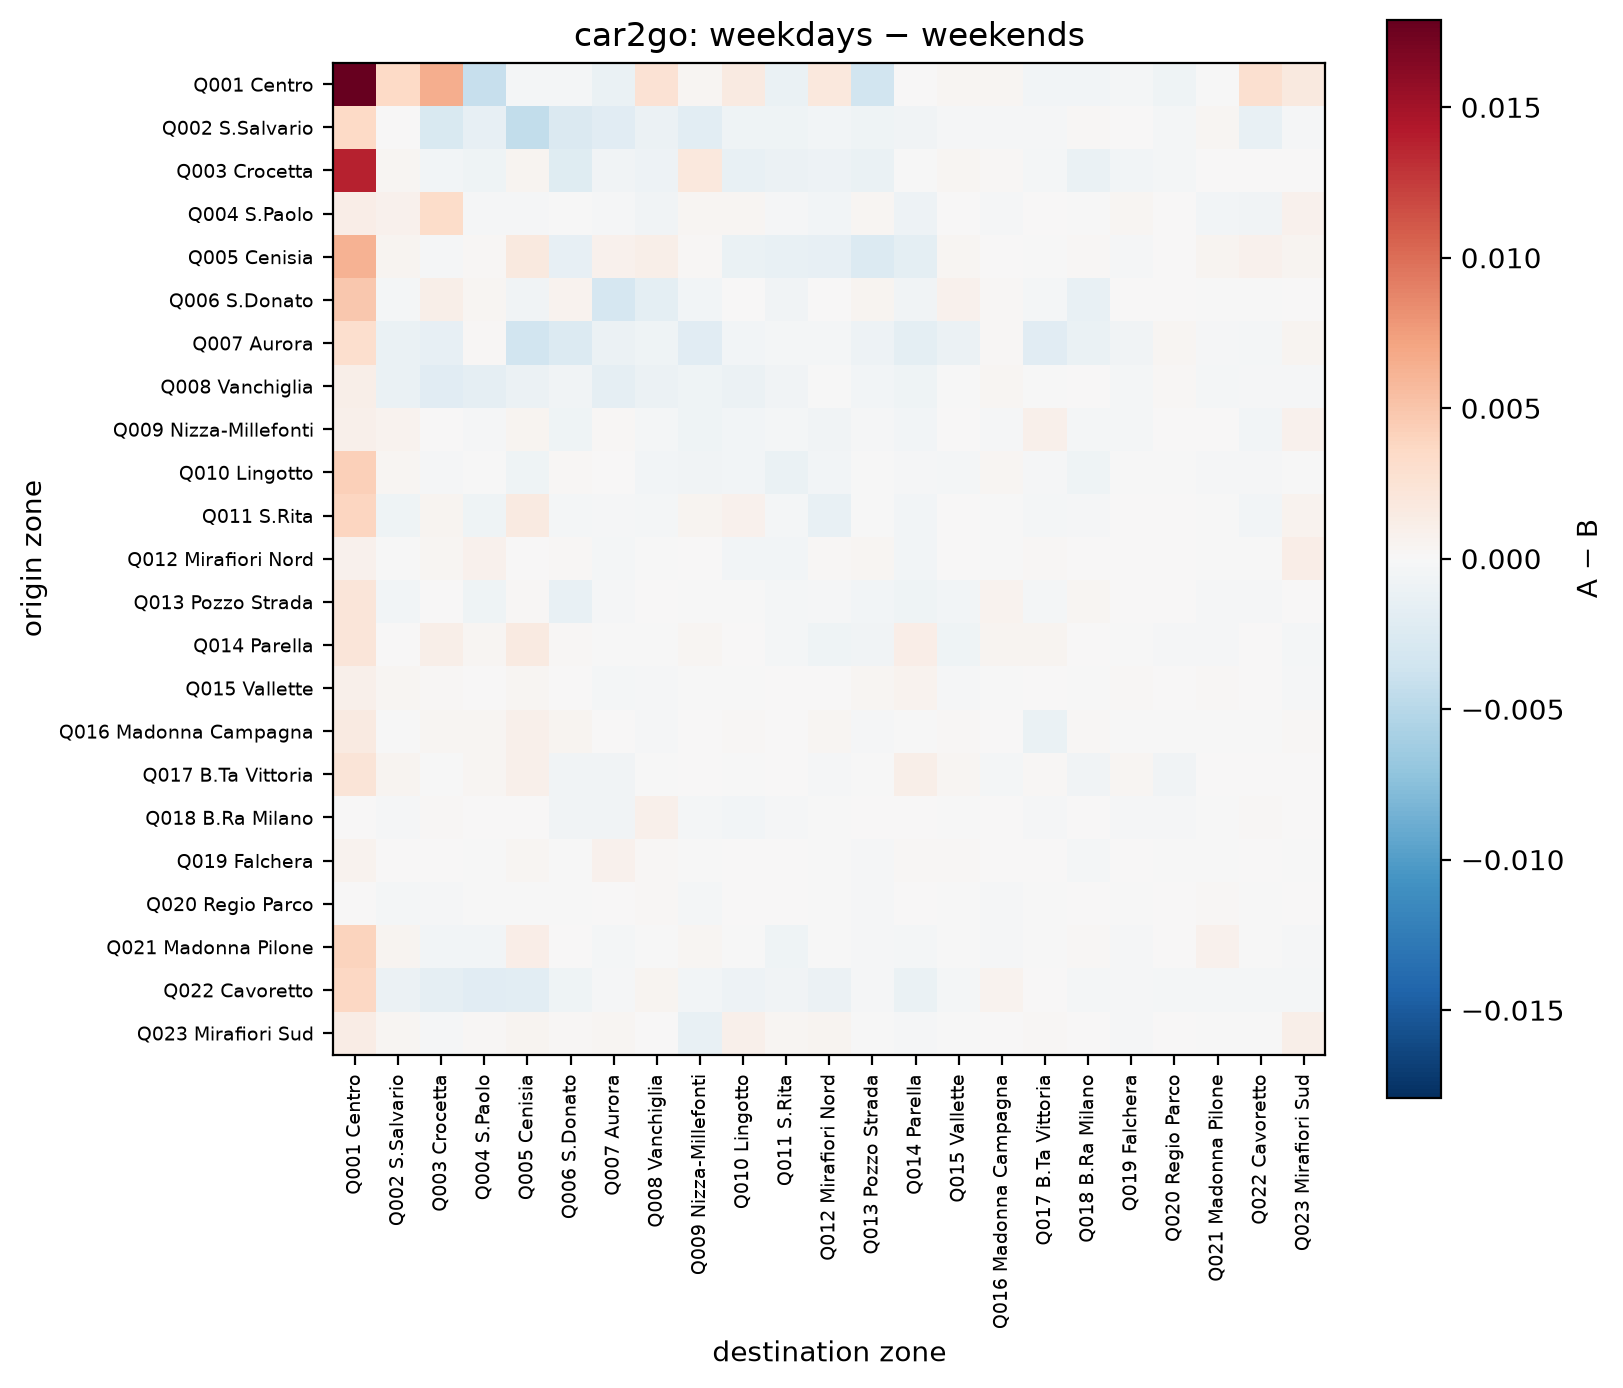 car2go: weekdays − weekends
origin zone
Q001 Centro
Q002 S.Salvario
Q003 Crocetta
Q004 S.Paolo
Q005 Cenisia
Q006 S.Donato
Q007 Aurora
Q008 Vanchiglia
Q009 Nizza-Millefonti
Q010 Lingotto
Q011 S.Rita
Q012 Mirafiori Nord
Q013 Pozzo Strada
Q014 Parella
Q015 Vallette
Q016 Madonna Campagna
Q017 B.Ta Vittoria
Q018 B.Ra Milano
Q019 Falchera
Q020 Regio Parco
Q021 Madonna Pilone
Q022 Cavoretto
Q023 Mirafiori Sud
Q001 Centro
Q002 S.Salvario
Q003 Crocetta
Q004 S.Paolo
Q005 Cenisia
Q006 S.Donato
Q007 Aurora
Q008 Vanchiglia
Q009 Nizza-Millefonti
Q010 Lingotto
Q011 S.Rita
Q012 Mirafiori Nord
Q013 Pozzo Strada
Q014 Parella
Q015 Vallette
Q016 Madonna Campagna
Q017 B.Ta Vittoria
Q018 B.Ra Milano
Q019 Falchera
Q020 Regio Parco
Q021 Madonna Pilone
Q022 Cavoretto
Q023 Mirafiori Sud
destination zone
0.015
0.010
0.005
0.000
−0.005
−0.010
−0.015
A − B